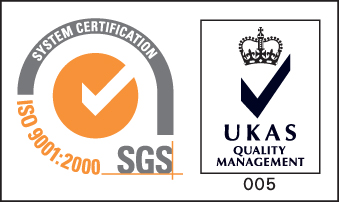 SYSTEM CERTIFICATION
ISO 9001:2000
SGS
UKAS
QUALITY
MANAGEMENT
005